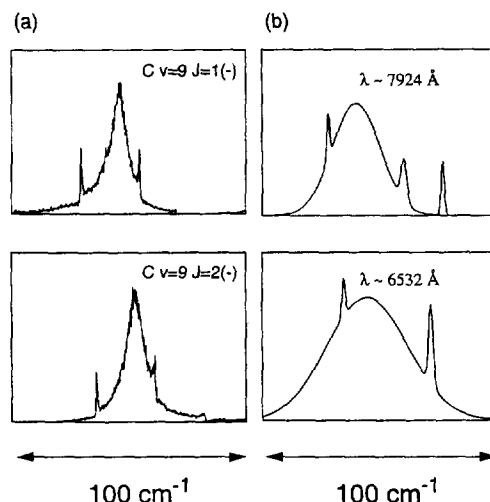 (a)
(b)
C v=9 J=1(-)
λ ~ 7924 Å
C v=9 J=2(-)
λ ~ 6532 Å
100 cm⁻¹
100 cm⁻¹